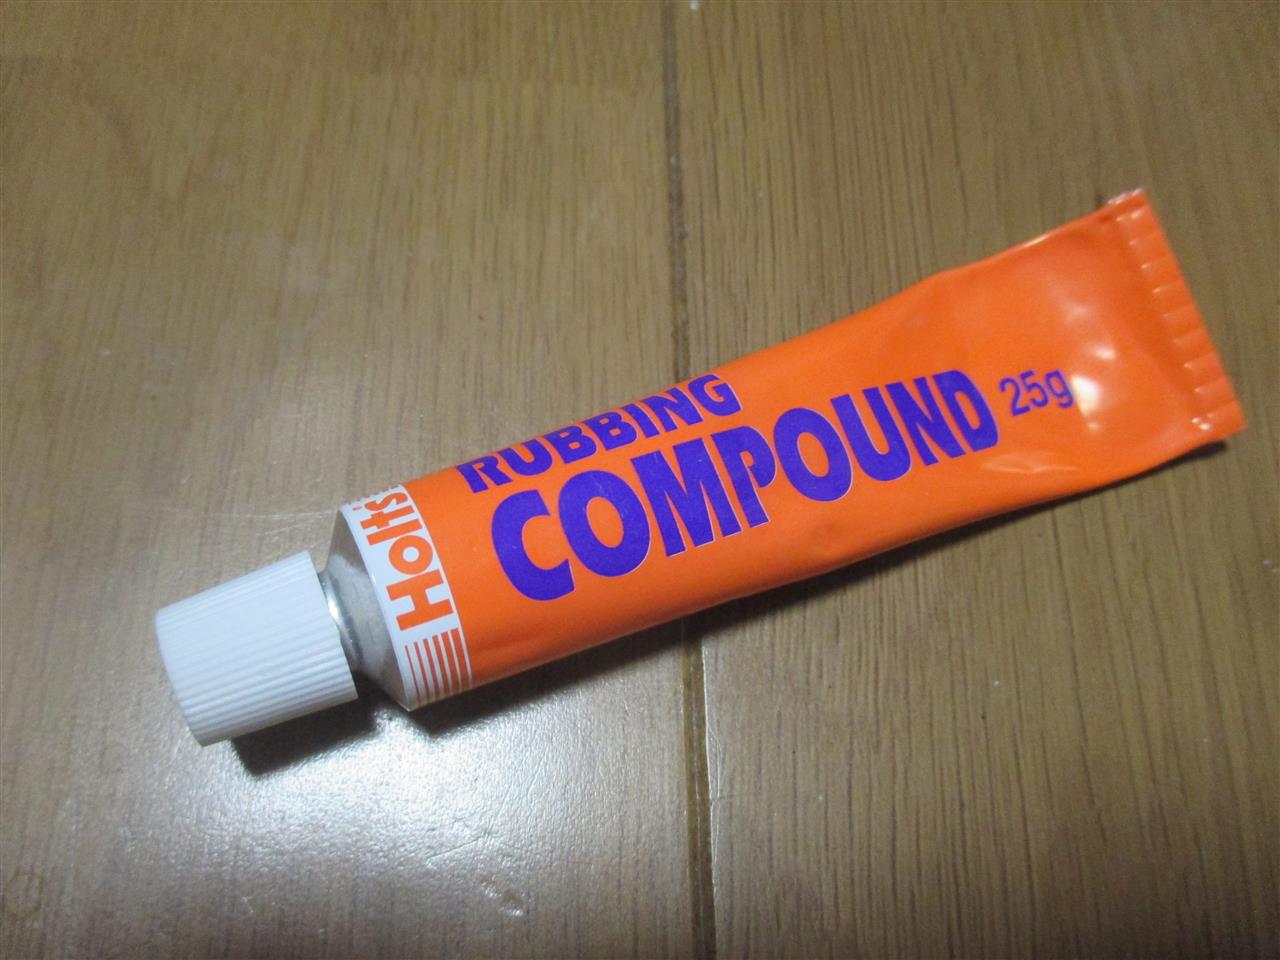 Holts
RUBBING
COMPOUND 25g